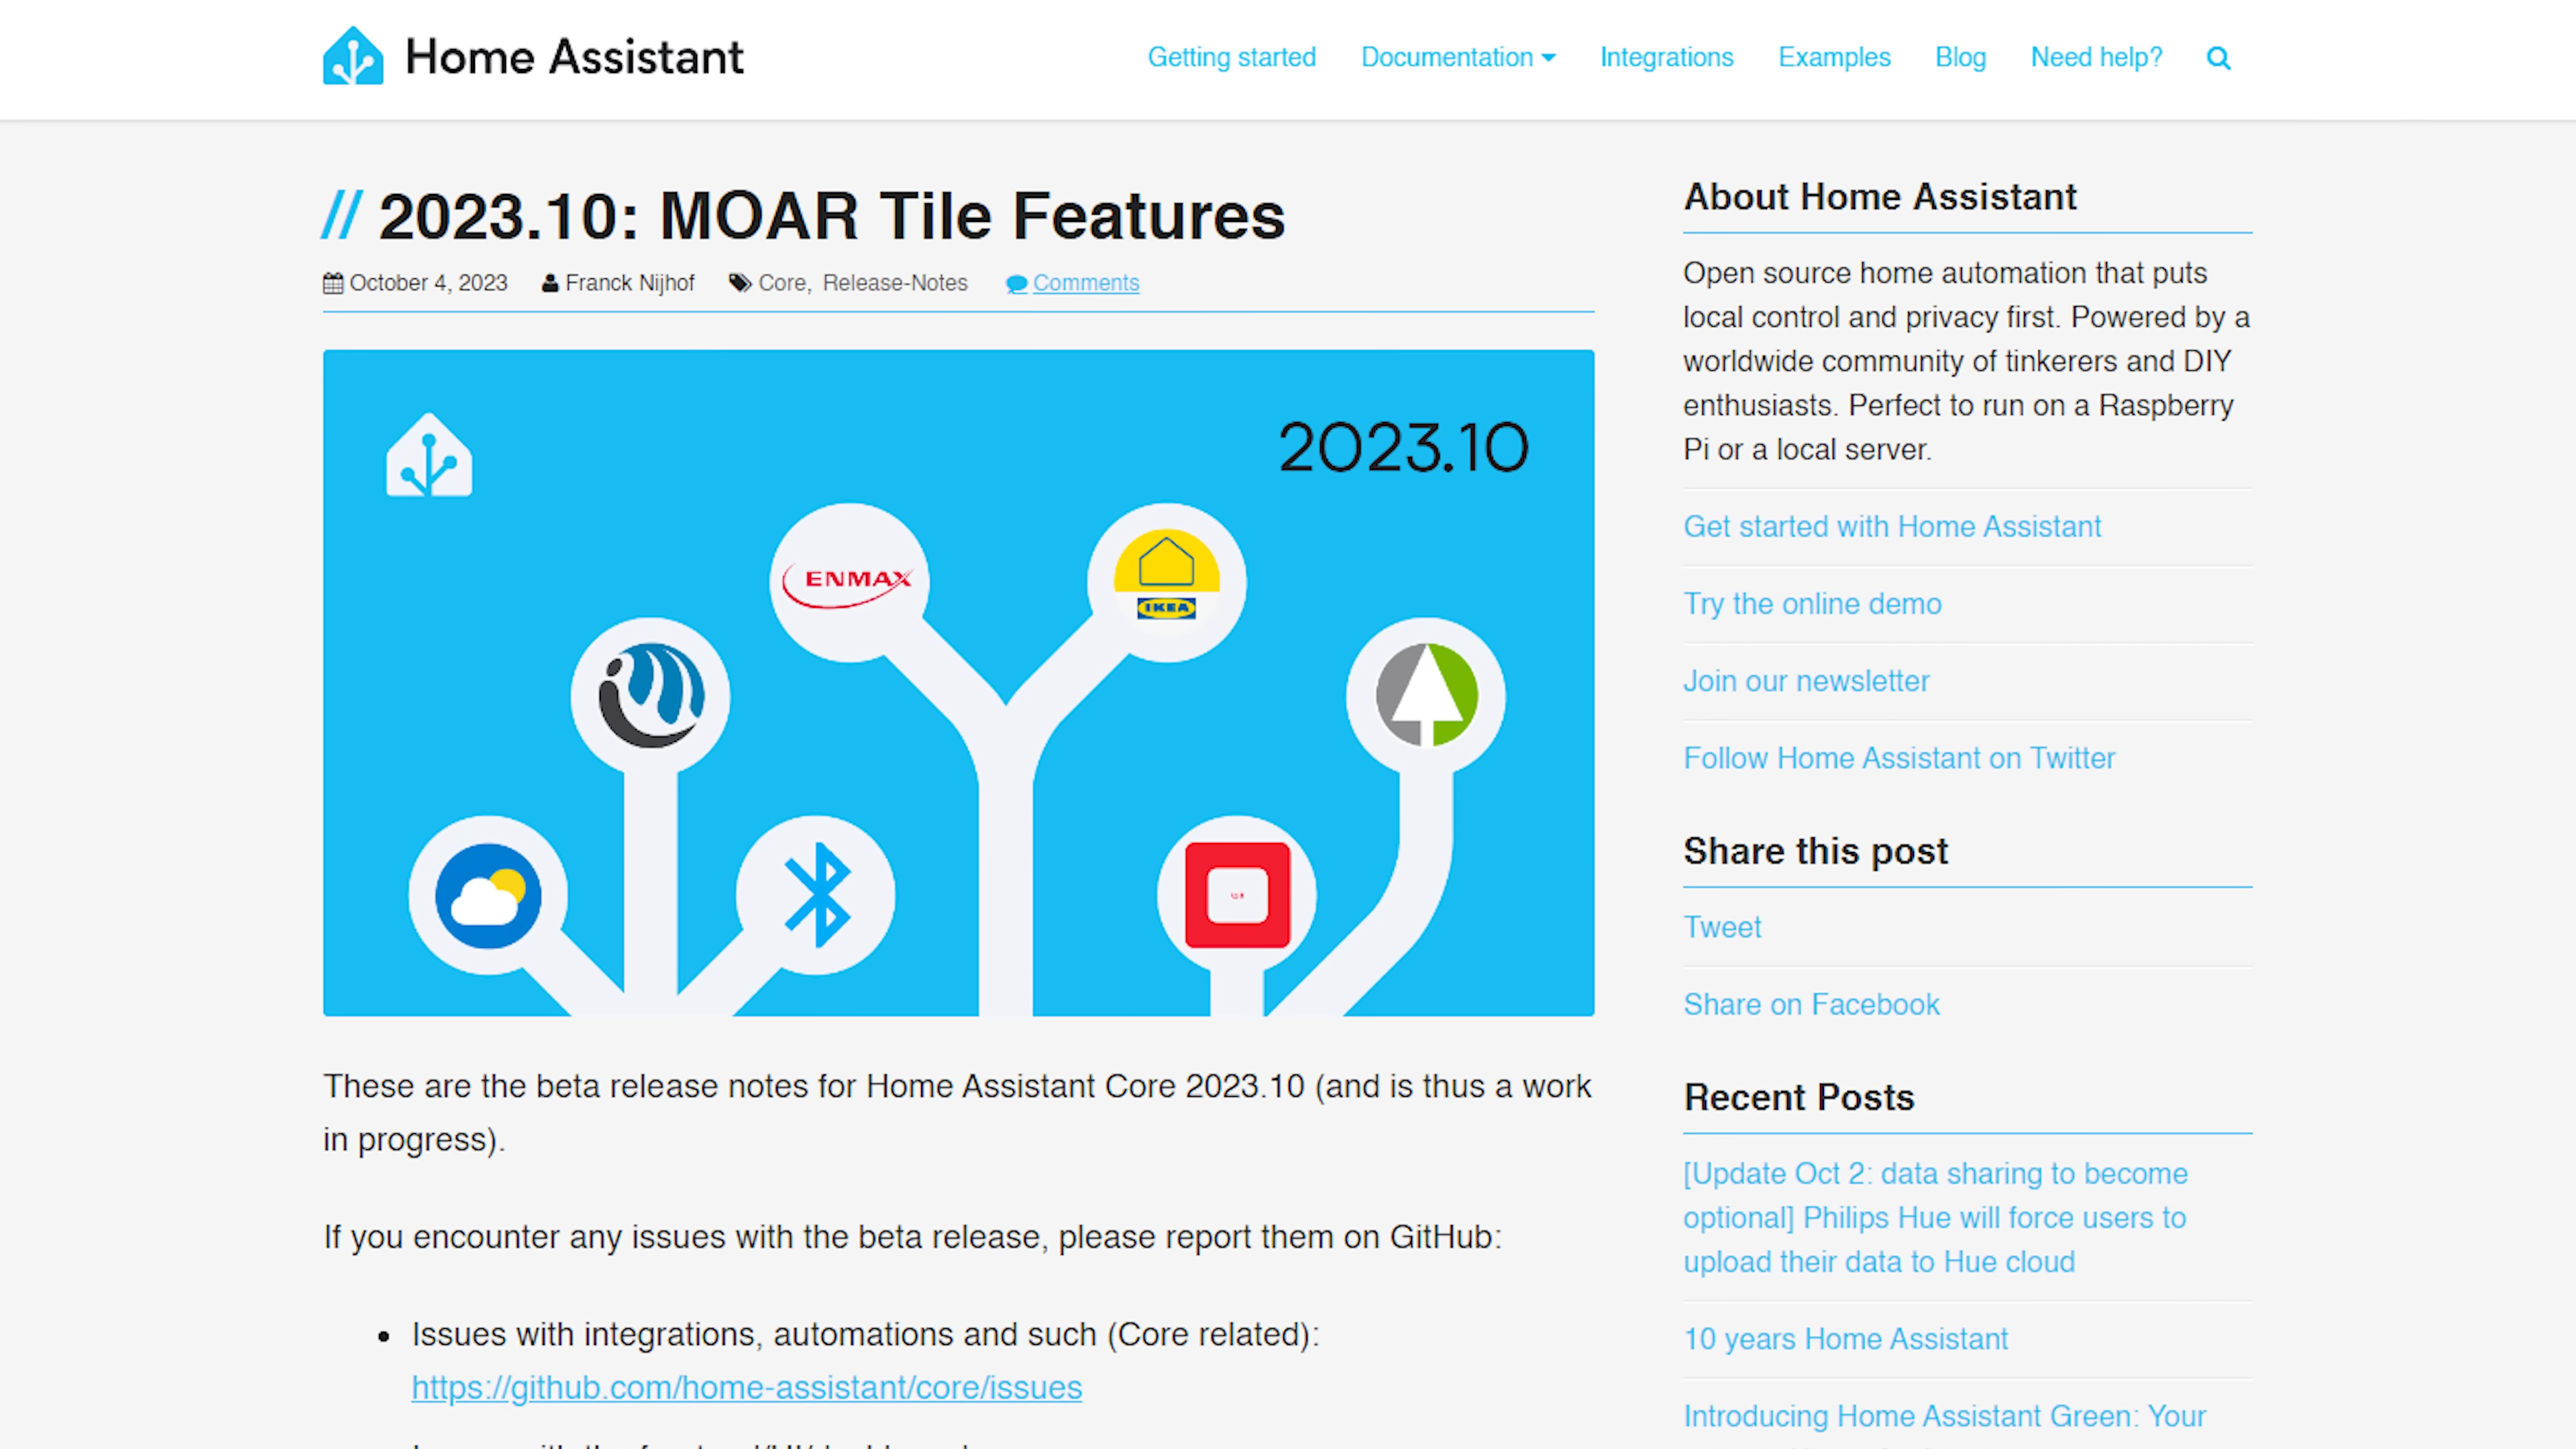 Home Assistant
Getting started
Documentation
Integrations
Examples
Blog
Need help?
// 2023.10: MOAR Tile Features
October 4, 2023
Franck Nijhof
Core, Release-Notes
Comments
2023.10
ENMAX
IKEA
These are the beta release notes for Home Assistant Core 2023.10 (and is thus a work
in progress).
If you encounter any issues with the beta release, please report them on GitHub:
Issues with integrations, automations and such (Core related):
https://github.com/home-assistant/core/issues
About Home Assistant
Open source home automation that puts
local control and privacy first. Powered by a
worldwide community of tinkerers and DIY
enthusiasts. Perfect to run on a Raspberry
Pi or a local server.
Get started with Home Assistant
Try the online demo
Join our newsletter
Follow Home Assistant on Twitter
Share this post
Tweet
Share on Facebook
Recent Posts
[Update Oct 2: data sharing to become
optional] Philips Hue will force users to
upload their data to Hue cloud
10 years Home Assistant
Introducing Home Assistant Green: Your